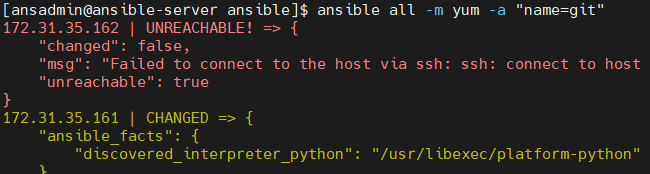 [ansadmin@ansible-server ansible]$ ansible all -m yum -a "name=git"
172.31.35.162 | UNREACHABLE! => {
    "changed": false,
    "msg": "Failed to connect to the host via ssh: ssh: connect to host
    "unreachable": true
}
172.31.35.161 | CHANGED => {
    "ansible_facts": {
        "discovered_interpreter_python": "/usr/libexec/platform-python"
    }